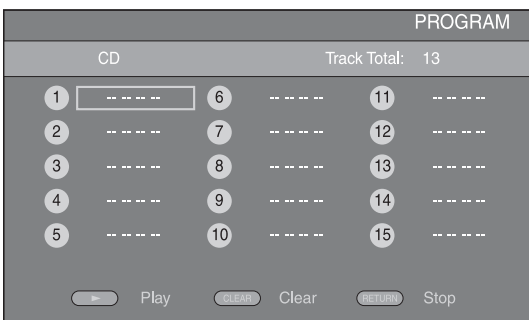 PROGRAM
CD Track Total: 13
1 -- -- -- -- 6 -- -- -- -- 11 -- -- -- --
2 -- -- -- -- 7 -- -- -- -- 12 -- -- -- --
3 -- -- -- -- 8 -- -- -- -- 13 -- -- -- --
4 -- -- -- -- 9 -- -- -- -- 14 -- -- -- --
5 -- -- -- -- 10 -- -- -- -- 15 -- -- -- --
Play CLEAR Clear RETURN Stop